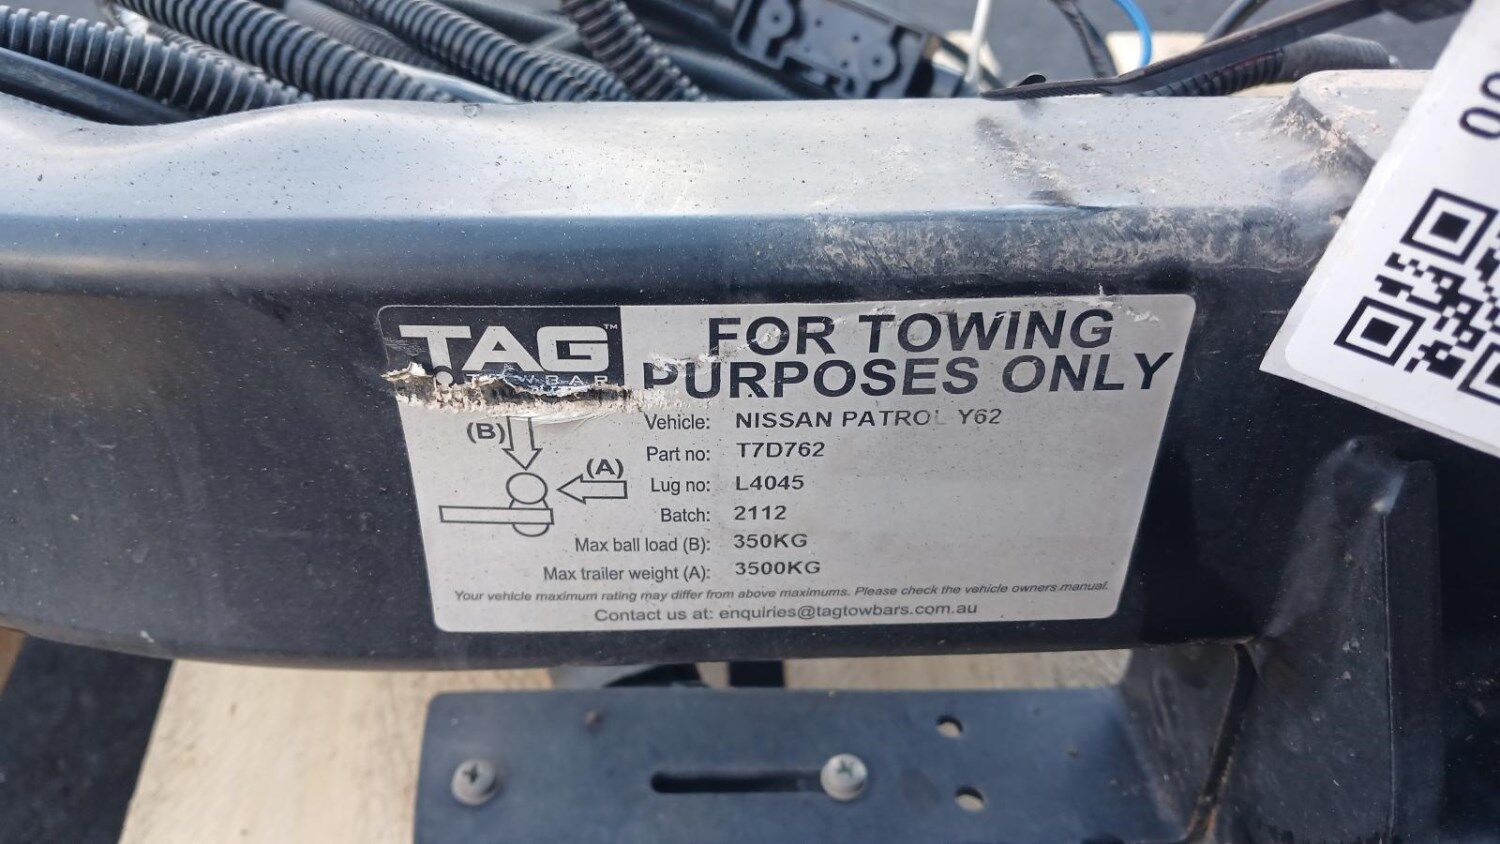 TAG™
TOWBAR
FOR TOWING
PURPOSES ONLY
Vehicle: NISSAN PATROL Y62
Part no: T7D762
Lug no: L4045
Batch: 2112
Max ball load (B): 350KG
Max trailer weight (A): 3500KG
(B)
(A)
Your vehicle maximum rating may differ from above maximums. Please check the vehicle owners manual.
Contact us at: enquiries@tagtowbars.com.au